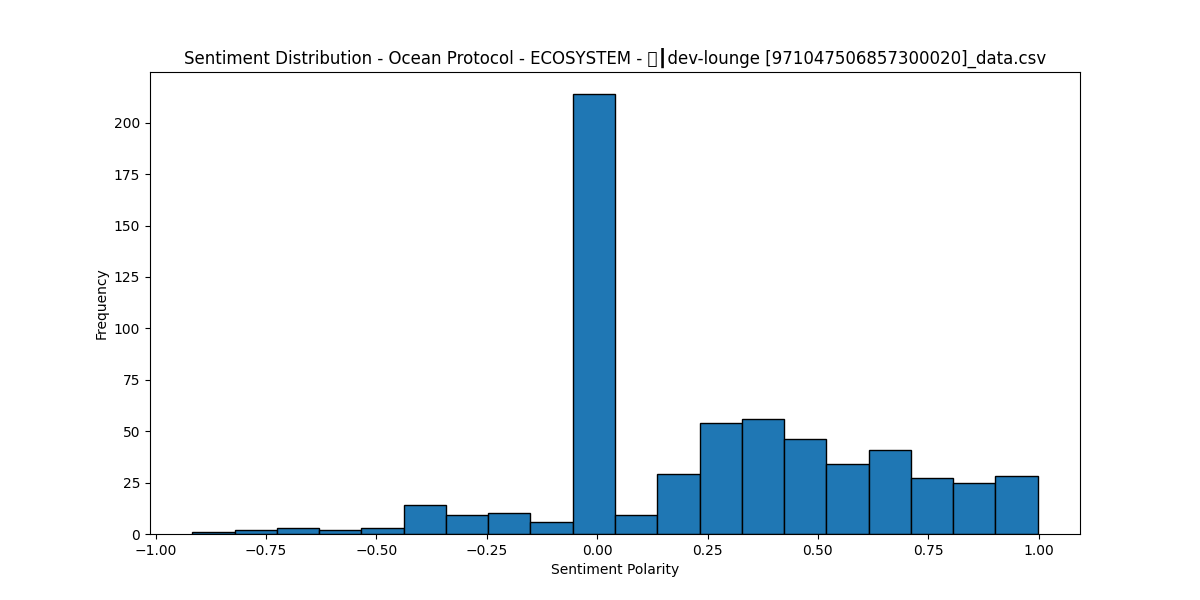 Sentiment Distribution - Ocean Protocol - ECOSYSTEM - ▯┃dev-lounge [971047506857300020]_data.csv
Frequency
200
175
150
125
100
75
50
25
0
−1.00 −0.75 −0.50 −0.25 0.00 0.25 0.50 0.75 1.00
Sentiment Polarity